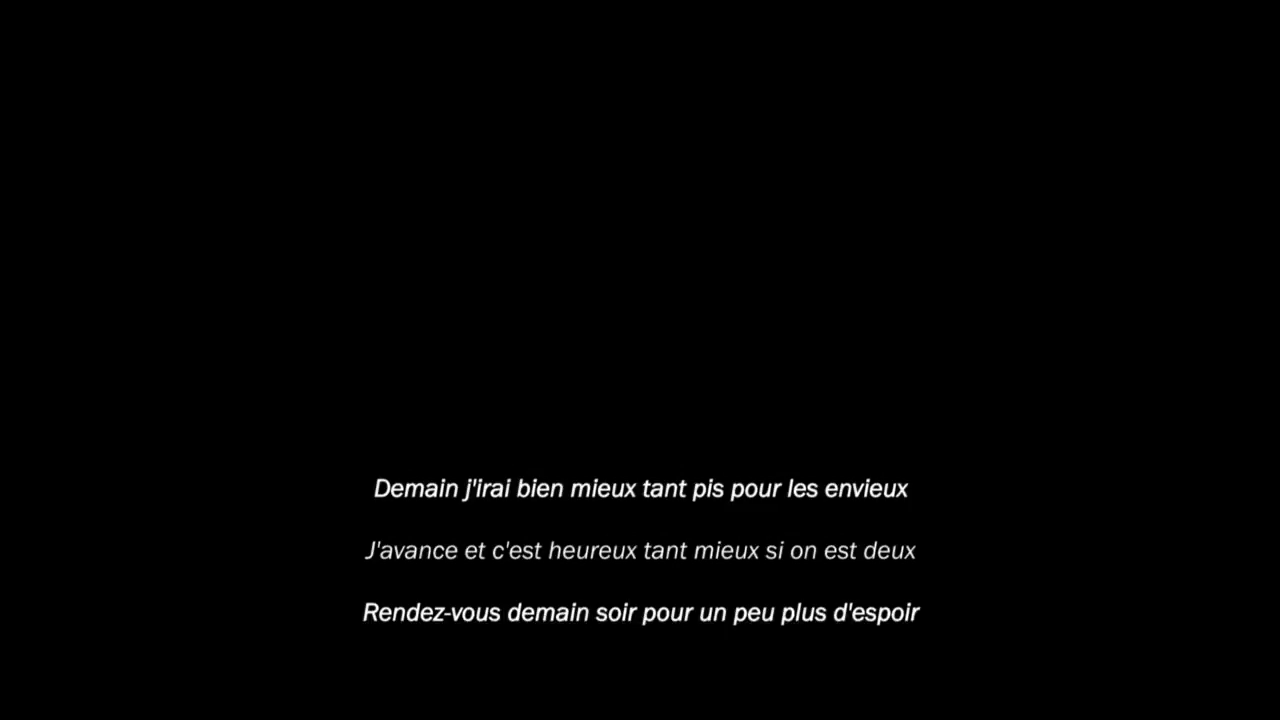 Demain j'irai bien mieux tant pis pour les envieux
J'avance et c'est heureux tant mieux si on est deux
Rendez-vous demain soir pour un peu plus d'espoir